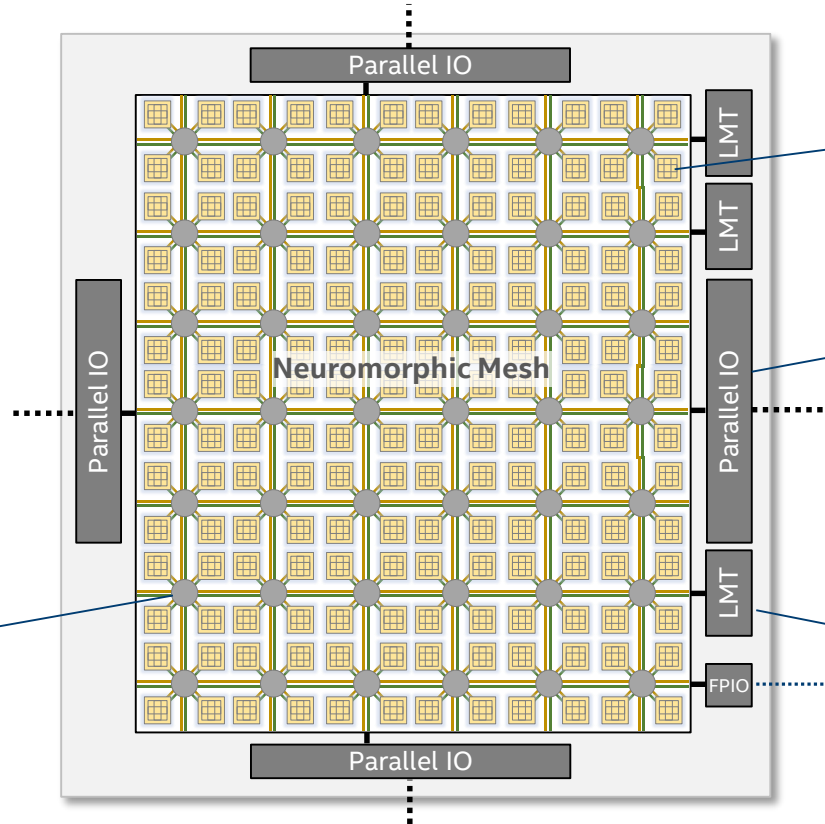 Parallel IO
LMT
LMT
Neuromorphic Mesh
Parallel IO
Parallel IO
LMT
FPIO
Parallel IO